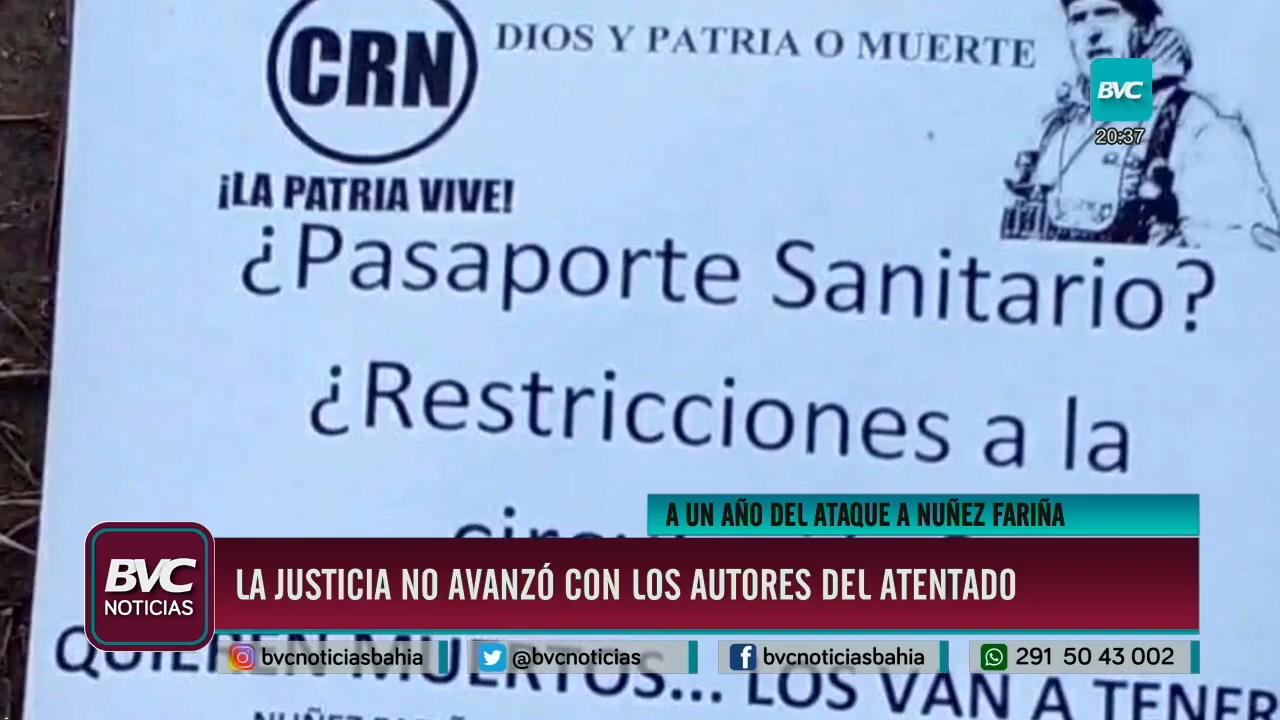 CRN
DIOS Y PATRIA O MUERTE
BVC
20:37
¡LA PATRIA VIVE!
¿Pasaporte Sanitario?
¿Restricciones a la
A UN AÑO DEL ATAQUE A NUÑEZ FARIÑA
BVC
NOTICIAS
LA JUSTICIA NO AVANZÓ CON LOS AUTORES DEL ATENTADO
bvcnoticiasbahia
@bvcnoticias
bvcnoticiasbahia
291 50 43 002
QUIEREN MUERTOS... LOS VAN A TENER